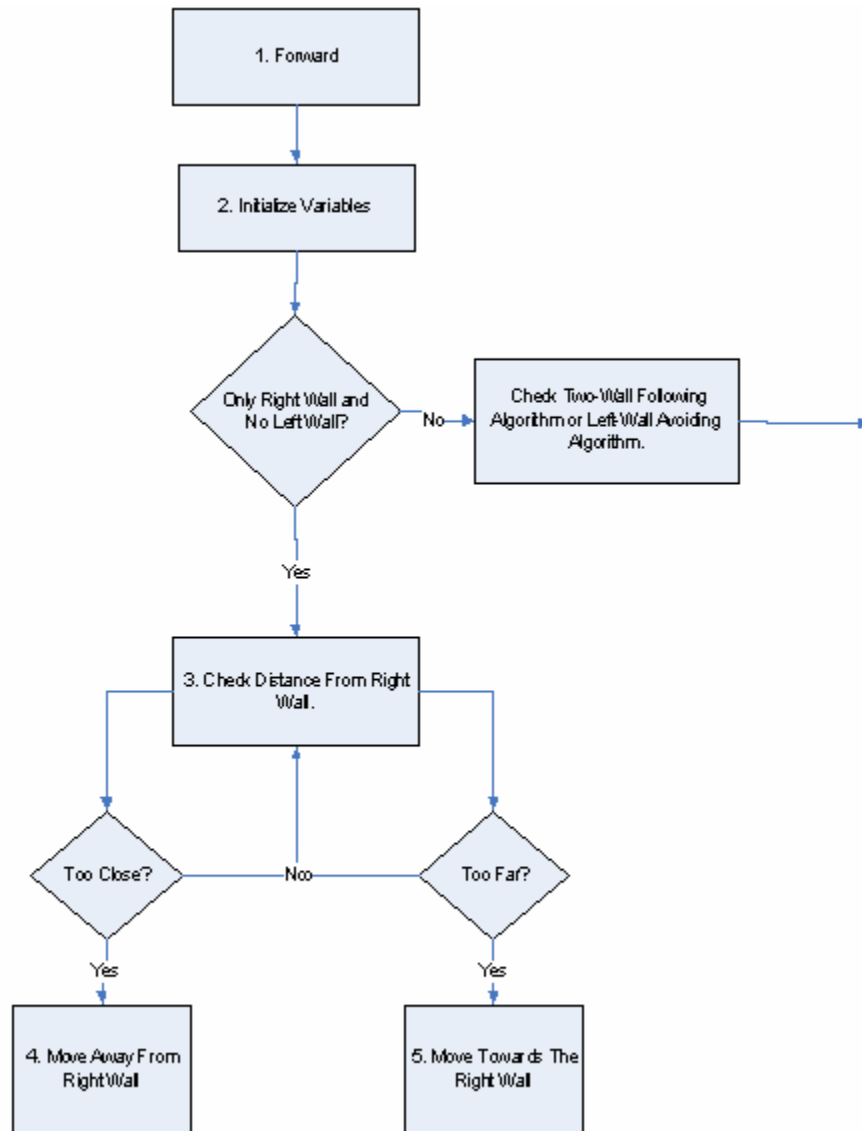 1. Forward
2. Initialize Variables
Only Right Wall and
No Left Wall?
No
Check Two-Wall Following
Algorithm or Left-Wall Avoiding
Algorithm.
Yes
3. Check Distance From Right
Wall.
Too Close?
No
Too Far?
Yes
Yes
4. Move Away From
Right Wall
5. Move Towards The
Right Wall